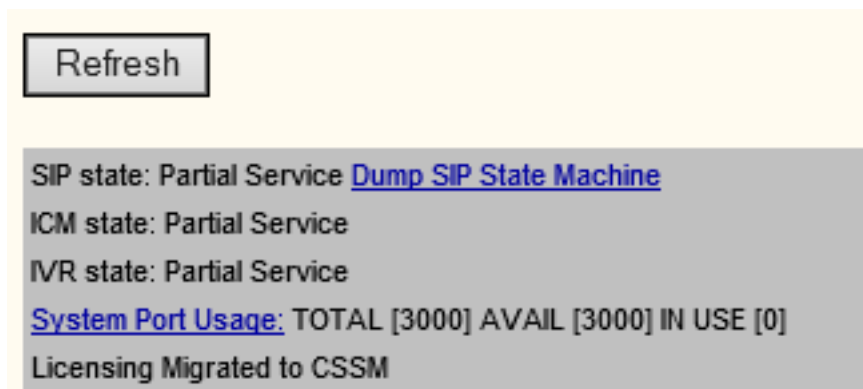 Refresh
SIP state: Partial Service Dump SIP State Machine
ICM state: Partial Service
IVR state: Partial Service
System Port Usage: TOTAL [3000] AVAIL [3000] IN USE [0]
Licensing Migrated to CSSM